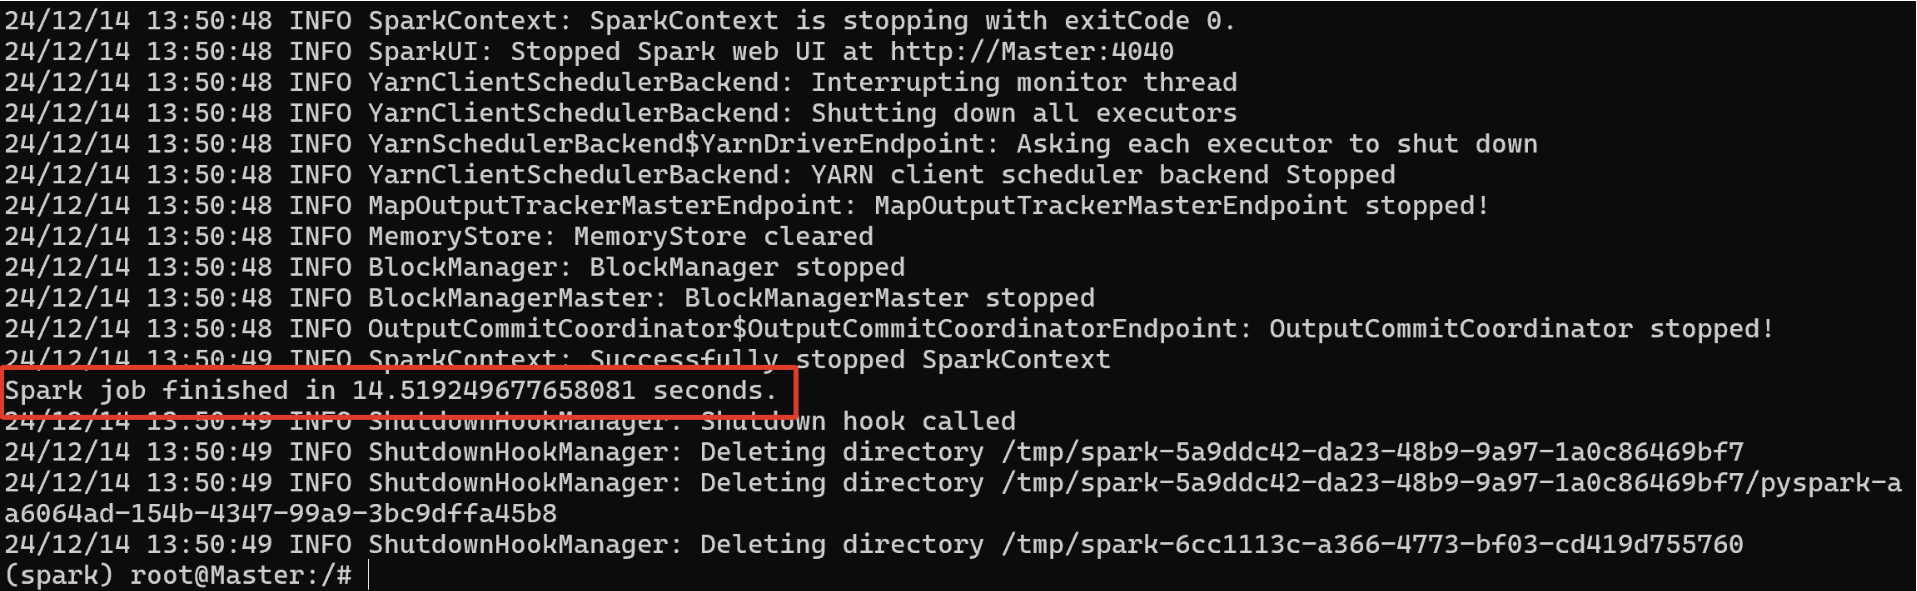 24/12/14 13:50:48 INFO SparkContext: SparkContext is stopping with exitCode 0.
24/12/14 13:50:48 INFO SparkUI: Stopped Spark web UI at http://Master:4040
24/12/14 13:50:48 INFO YarnClientSchedulerBackend: Interrupting monitor thread
24/12/14 13:50:48 INFO YarnClientSchedulerBackend: Shutting down all executors
24/12/14 13:50:48 INFO YarnSchedulerBackend$YarnDriverEndpoint: Asking each executor to shut down
24/12/14 13:50:48 INFO YarnClientSchedulerBackend: YARN client scheduler backend Stopped
24/12/14 13:50:48 INFO MapOutputTrackerMasterEndpoint: MapOutputTrackerMasterEndpoint stopped!
24/12/14 13:50:48 INFO MemoryStore: MemoryStore cleared
24/12/14 13:50:48 INFO BlockManager: BlockManager stopped
24/12/14 13:50:48 INFO BlockManagerMaster: BlockManagerMaster stopped
24/12/14 13:50:48 INFO OutputCommitCoordinator$OutputCommitCoordinatorEndpoint: OutputCommitCoordinator stopped!
24/12/14 13:50:49 INFO SparkContext: Successfully stopped SparkContext
Spark job finished in 14.519249677658081 seconds.
24/12/14 13:50:49 INFO ShutdownHookManager: Shutdown hook called
24/12/14 13:50:49 INFO ShutdownHookManager: Deleting directory /tmp/spark-5a9ddc42-da23-48b9-9a97-1a0c86469bf7
24/12/14 13:50:49 INFO ShutdownHookManager: Deleting directory /tmp/spark-5a9ddc42-da23-48b9-9a97-1a0c86469bf7/pyspark-a
a6064ad-154b-4347-99a9-3bc9dffa45b8
24/12/14 13:50:49 INFO ShutdownHookManager: Deleting directory /tmp/spark-6cc1113c-a366-4773-bf03-cd419d755760
(spark) root@Master:/#